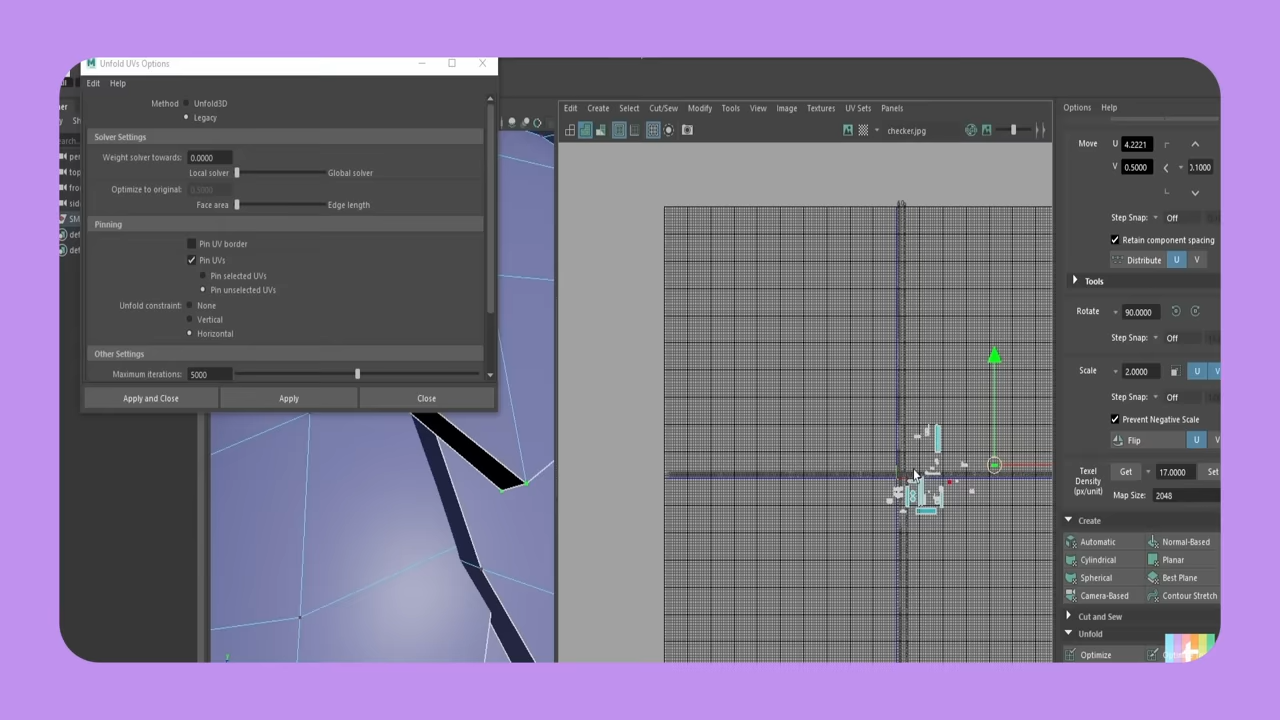 Unfold UVs Options
Edit Help
Method Unfold3D
Legacy
Solver Settings
Weight solver towards: 0.0000
Local solver Global solver
Optimize to original: 0.5000
Face area Edge length
Pinning
Pin UV border
Pin UVs
Pin selected UVs
Pin unselected UVs
Unfold constraint: None
Vertical
Horizontal
Other Settings
Maximum iterations: 5000
Apply and Close Apply Close
Edit Create Select Cut/Sew Modify Tools View Image Textures UV Sets Panels
checker.jpg
Options Help
Move U 4.2221
V 0.5000 0.1000
Step Snap: Off
Retain component spacing
Distribute U V
Tools
Rotate 90.0000
Step Snap: Off
Scale 2.0000 U V
Step Snap: Off
Prevent Negative Scale
Flip U V
Texel
Density
(px/unit)
Get 17.0000 Set
Map Size: 2048
Create
Automatic Normal-Based
Cylindrical Planar
Spherical Best Plane
Camera-Based Contour Stretch
Cut and Sew
Unfold
Optimize